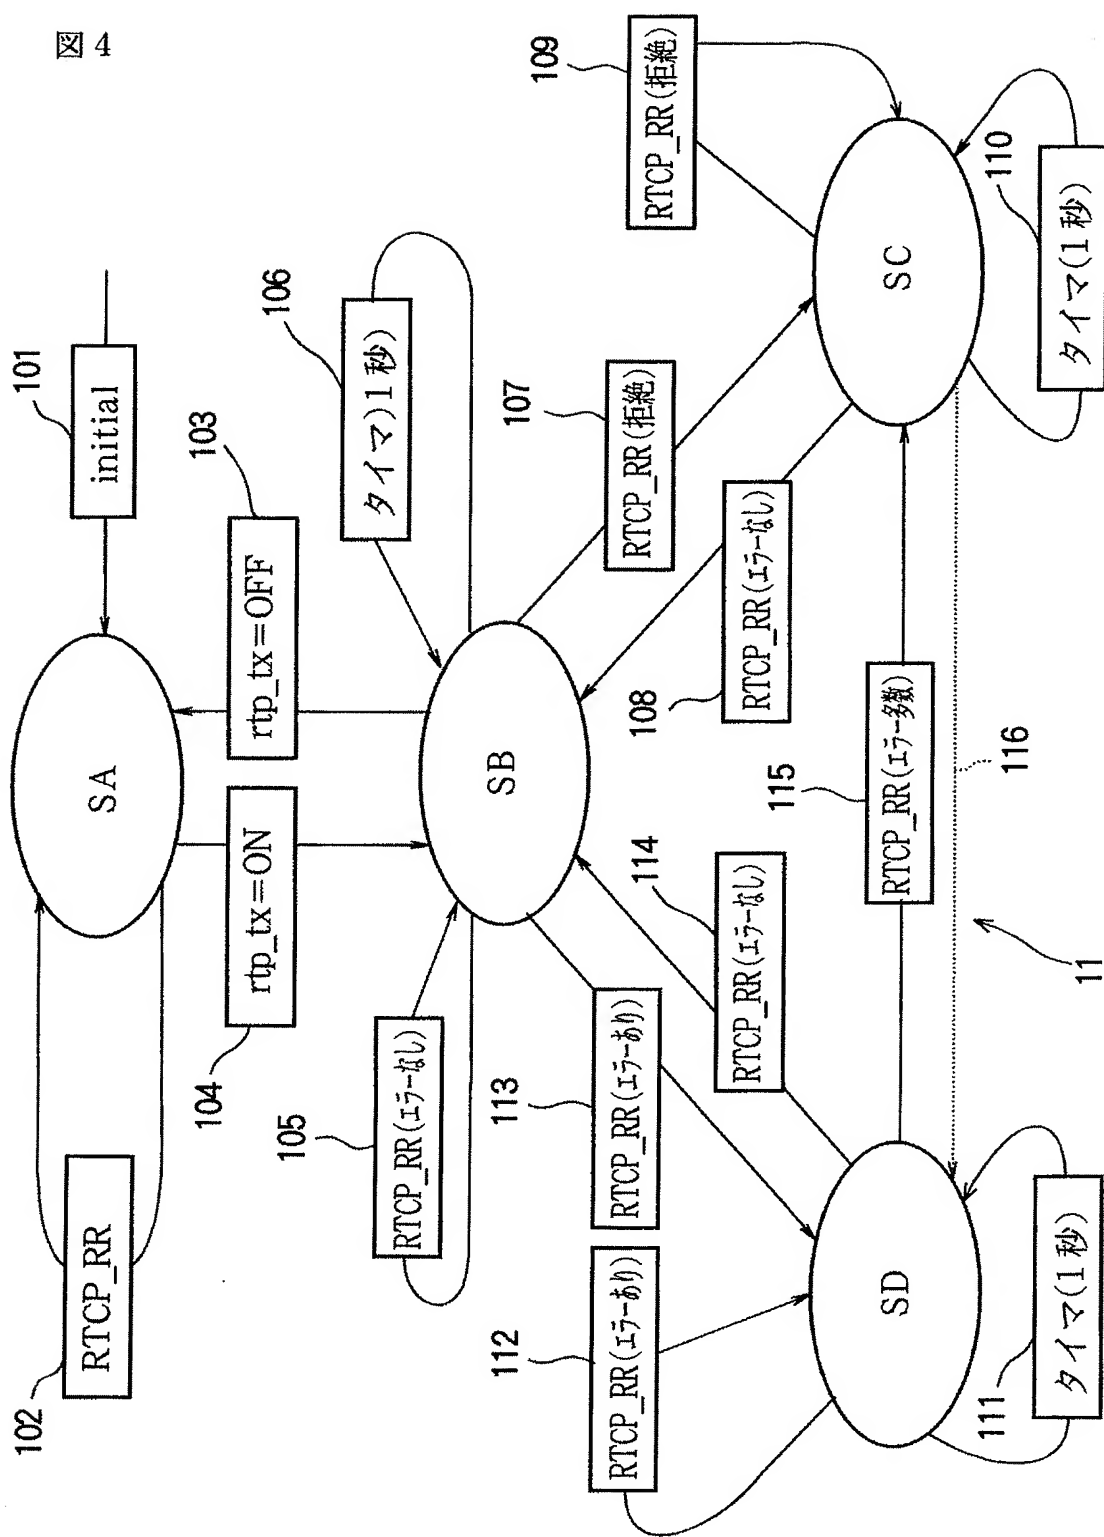 図4
101
initial
102
RTCP_RR
SA
103
rtp_tx=OFF
104
rtp_tx=ON
105
RTCP_RR(エラーなし)
106
タイマ)1秒)
SB
107
RTCP_RR(拒絶)
108
RTCP_RR(エラーなし)
109
RTCP_RR(拒絶)
SC
110
タイマ(1秒)
111
タイマ(1秒)
112
RTCP_RR(エラーあり)
113
RTCP_RR(エラーあり)
114
RTCP_RR(エラーなし)
115
RTCP_RR(エラー多数)
116
SD
11